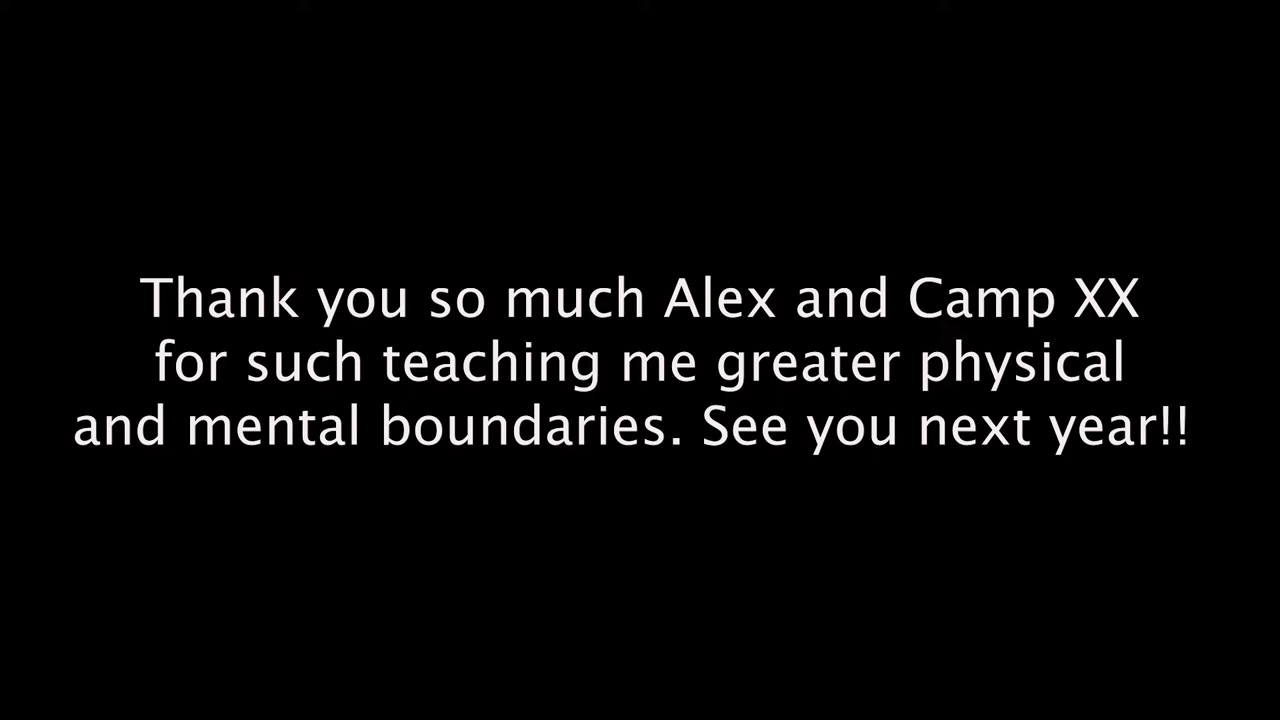 Thank you so much Alex and Camp XX
for such teaching me greater physical
and mental boundaries. See you next year!!